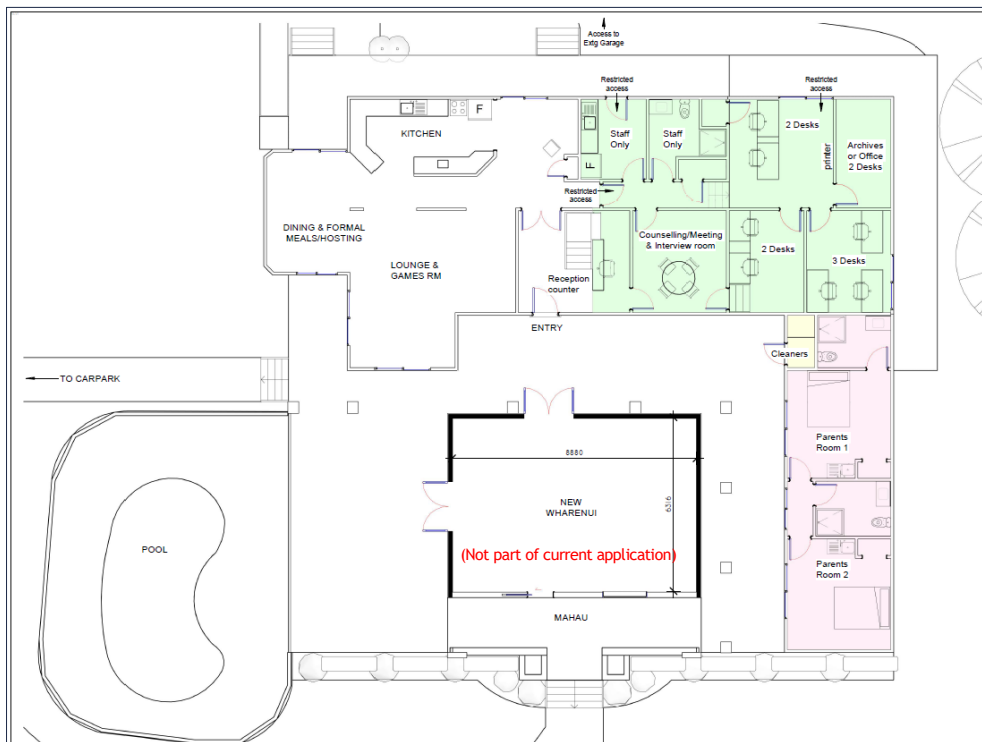 Access to
Extg Garage
Restricted
access
Restricted
access
KITCHEN
F
Staff
Only
F
Staff
Only
2 Desks
printer
Archives
or Office
2 Desks
Restricted
access
DINING & FORMAL
MEALS/HOSTING
LOUNGE &
GAMES RM
Reception
counter
Counselling/Meeting
& Interview room
2 Desks
3 Desks
ENTRY
Cleaners
TO CARPARK
Parents
Room 1
8880
6316
NEW
WHARENUI
(Not part of current application)
POOL
Parents
Room 2
MAHAU